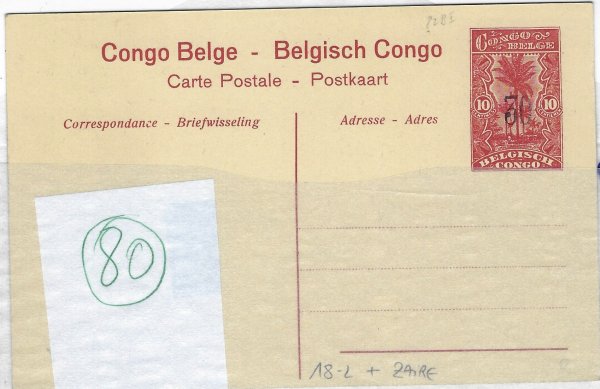 Congo Belge - Belgisch Congo
Carte Postale - Postkaart
Correspondance - Briefwisseling
Adresse - Adres
CONGO BELGE
10 10
BELGISCH CONGO
80
18-L + ZAIRE